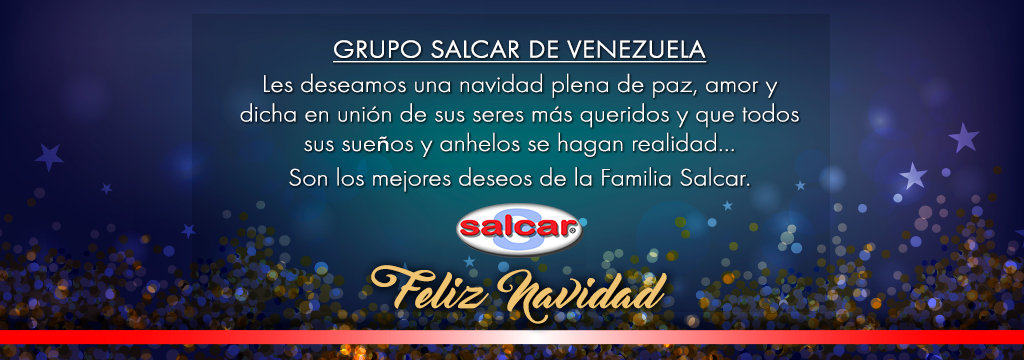 GRUPO SALCAR DE VENEZUELA
Les deseamos una navidad plena de paz, amor y
dicha en unión de sus seres más queridos y que todos
sus sueños y anhelos se hagan realidad...
Son los mejores deseos de la Familia Salcar.
S
salcar®
Feliz Navidad